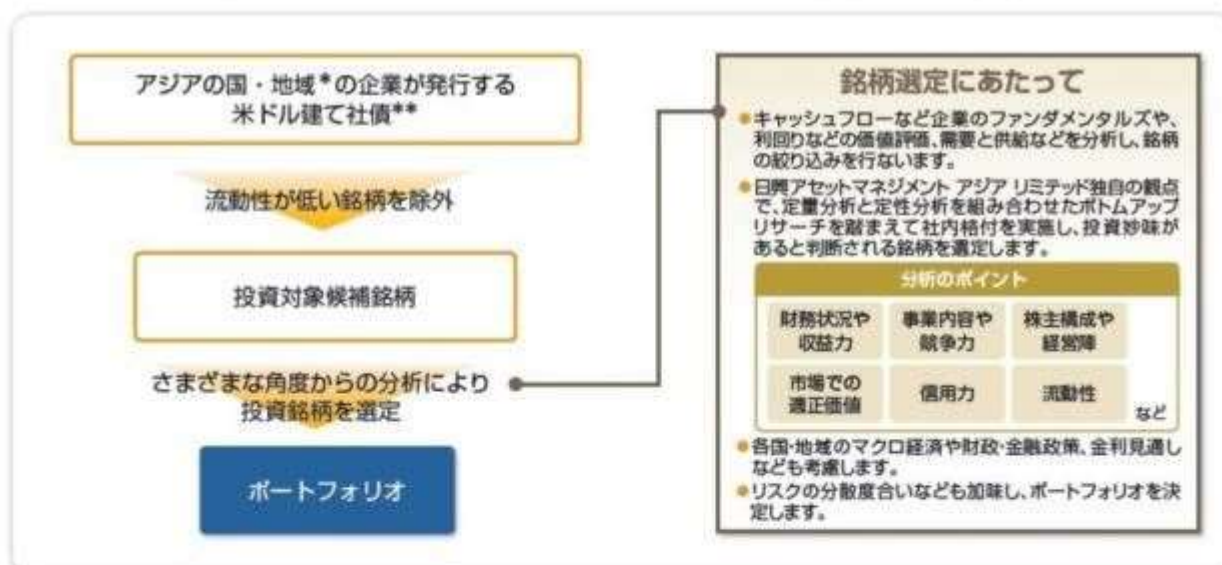 アジアの国・地域*の企業が発行する
米ドル建て社債**
流動性が低い銘柄を除外
投資対象候補銘柄
さまざまな角度からの分析により
投資銘柄を選定
ポートフォリオ
銘柄選定にあたって
●キャッシュフローなど企業のファンダメンタルズや、
利回りなどの価値評価、需要と供給などを分析し、銘柄
の絞り込みを行ないます。
●日興アセットマネジメント アジア リミテッド独自の観点
で、定量分析と定性分析を組み合わせたボトムアップ
リサーチを踏まえて社内格付を実施し、投資妙味が
あると判断される銘柄を選定します。
分析のポイント
財務状況や
収益力
事業内容や
競争力
株主構成や
経営陣
市場での
適正価値
信用力
流動性
など
●各国・地域のマクロ経済や財政・金融政策、金利見通し
なども考慮します。
●リスクの分散度合いなども加味し、ポートフォリオを決
定します。